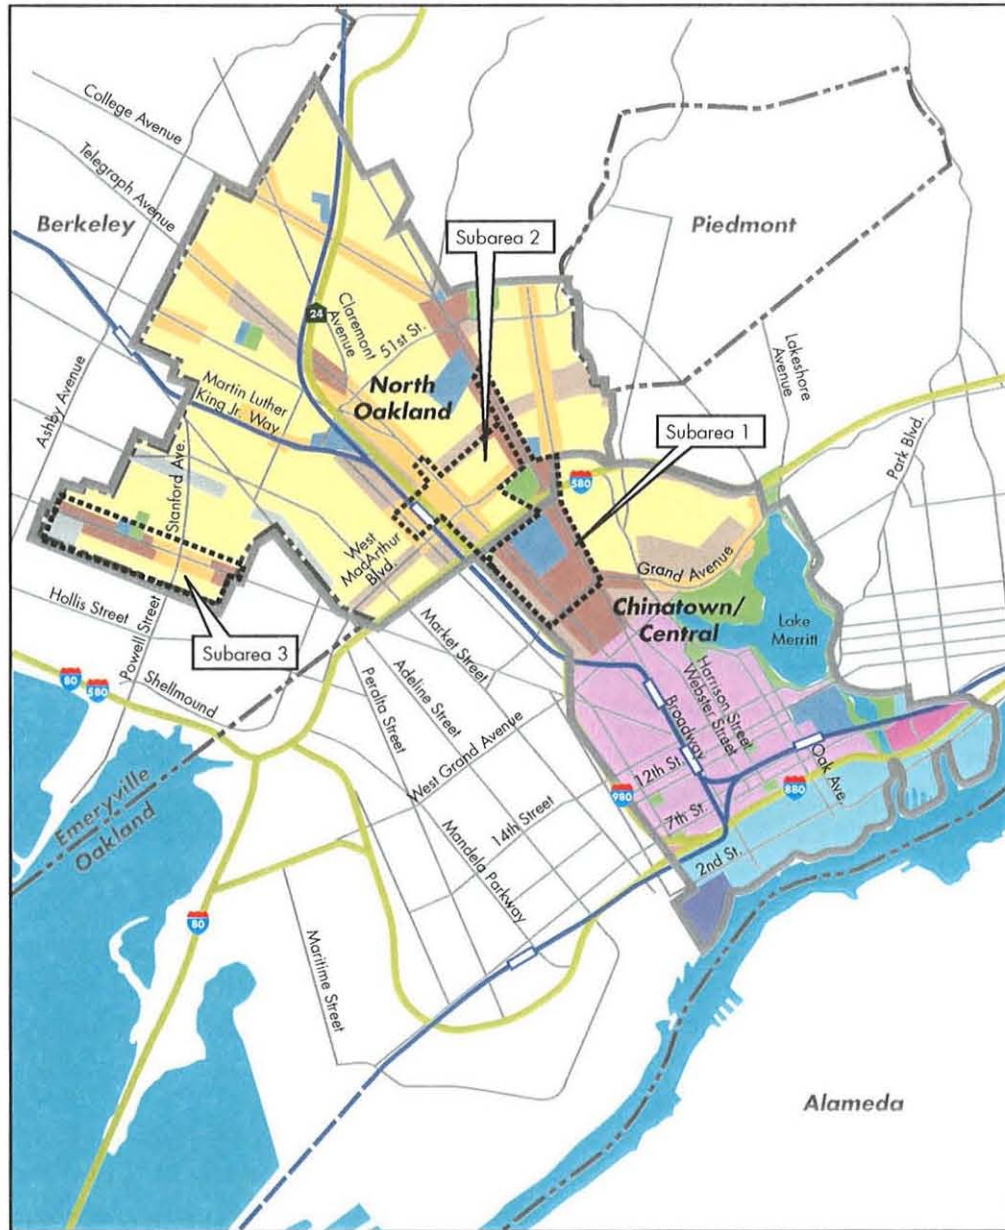 College Avenue
Telegraph Avenue
Berkeley
Subarea 2
Piedmont
24
Claremont
Avenue
51st St.
Lakeshore
Avenue
Ashby Avenue
Martin Luther
King Jr. Way
North
Oakland
Subarea 1
Park Blvd.
580
Stanford Ave.
West
MacArthur
Blvd.
Grand Avenue
Hollis Street
Chinatown/
Central
Lake
Merritt
Subarea 3
Powell Street
Market Street
80
580
Shellmound
Adeline Street
Peralta Street
Harrison Street
Webster Street
Broadway
West Grand Avenue
12th St.
Oak Ave.
980
880
14th Street
7th St.
Emeryville
Oakland
2nd St.
Mandela Parkway
80
Maritime Street
Alameda